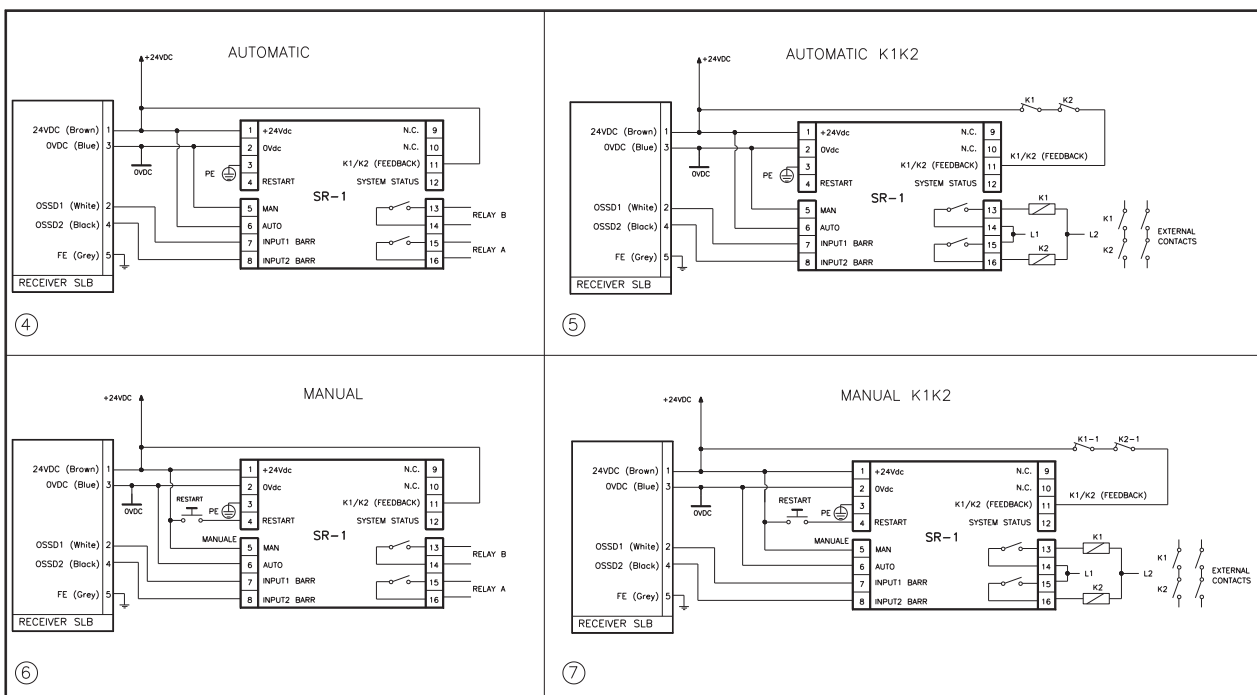 AUTOMATIC
+24VDC
24VDC (Brown) 1
0VDC (Blue) 3
0VDC
OSSD1 (White) 2
OSSD2 (Black) 4
FE (Grey) 5
RECEIVER SLB
1 +24Vdc
2 0Vdc
3
PE
4 RESTART
SR-1
5 MAN
6 AUTO
7 INPUT1 BARR
8 INPUT2 BARR
N.C. 9
N.C. 10
K1/K2 (FEEDBACK) 11
SYSTEM STATUS 12
13
14
RELAY B
15
16
RELAY A
4
AUTOMATIC K1K2
+24VDC
K1 K2
24VDC (Brown) 1
0VDC (Blue) 3
0VDC
OSSD1 (White) 2
OSSD2 (Black) 4
FE (Grey) 5
RECEIVER SLB
1 +24Vdc
2 0Vdc
3
PE
4 RESTART
SR-1
5 MAN
6 AUTO
7 INPUT1 BARR
8 INPUT2 BARR
N.C. 9
N.C. 10
K1/K2 (FEEDBACK) 11
K1/K2 (FEEDBACK)
SYSTEM STATUS 12
13
14
15
16
K1
L1
L2
K2
K1
K2
EXTERNAL
CONTACTS
5
MANUAL
+24VDC
24VDC (Brown) 1
0VDC (Blue) 3
0VDC
RESTART
OSSD1 (White) 2
OSSD2 (Black) 4
FE (Grey) 5
RECEIVER SLB
1 +24Vdc
2 0Vdc
3
PE
4 RESTART
SR-1
MANUALE
5 MAN
6 AUTO
7 INPUT1 BARR
8 INPUT2 BARR
N.C. 9
N.C. 10
K1/K2 (FEEDBACK) 11
SYSTEM STATUS 12
13
14
RELAY B
15
16
RELAY A
6
MANUAL K1K2
+24VDC
K1-1 K2-1
24VDC (Brown) 1
0VDC (Blue) 3
0VDC
RESTART
OSSD1 (White) 2
OSSD2 (Black) 4
FE (Grey) 5
RECEIVER SLB
1 +24Vdc
2 0Vdc
3
PE
4 RESTART
SR-1
MANUALE
5 MAN
6 AUTO
7 INPUT1 BARR
8 INPUT2 BARR
N.C. 9
N.C. 10
K1/K2 (FEEDBACK) 11
K1/K2 (FEEDBACK)
SYSTEM STATUS 12
13
14
15
16
K1
L1
L2
K2
K1
K2
EXTERNAL
CONTACTS
7